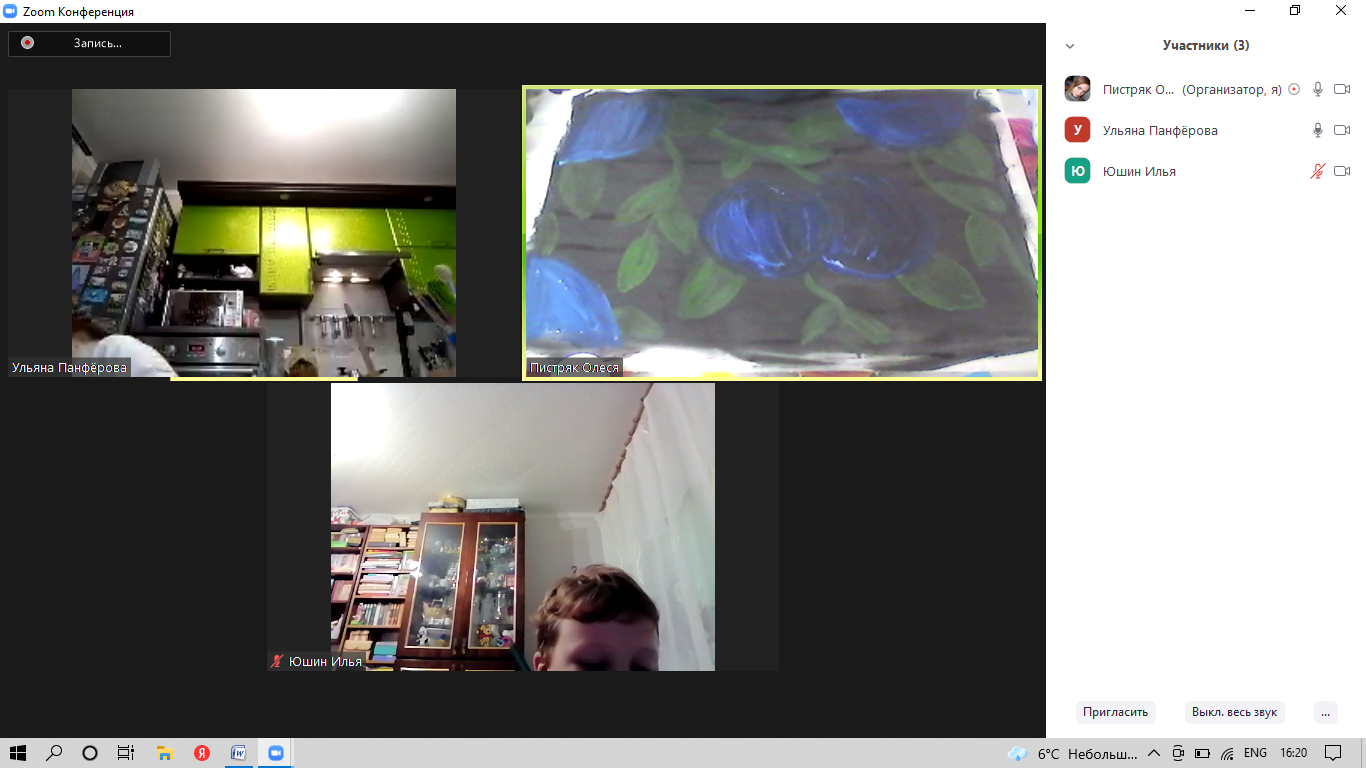 Zoom Конференция
Запись...
Участники (3)
Пистряк О... (Организатор, я)
У Ульяна Панфёрова
Ю Юшин Илья
Ульяна Панфёрова
Пистряк Олеся
Юшин Илья
Пригласить Выкл. весь звук ...
Я W 6°C Небольш... ENG 16:20